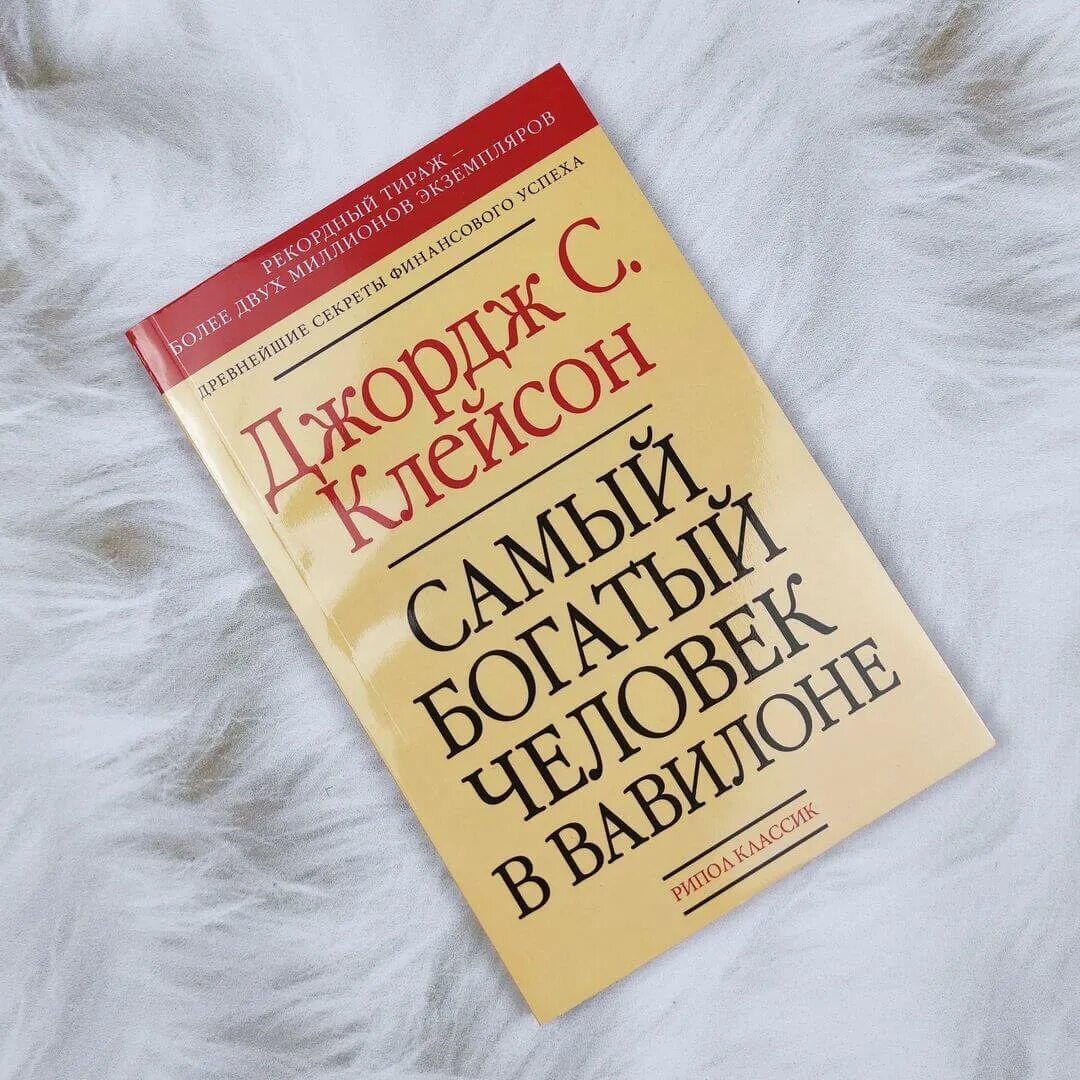 РЕКОРДНЫЙ ТИРАЖ –
БОЛЕЕ ДВУХ МИЛЛИОНОВ ЭКЗЕМПЛЯРОВ
ДРЕВНЕЙШИЕ СЕКРЕТЫ ФИНАНСОВОГО УСПЕХА
Джордж С.
Клейсон
САМЫЙ
БОГАТЫЙ
ЧЕЛОВЕК
В ВАВИЛОНЕ
РИПОЛ КЛАССИК